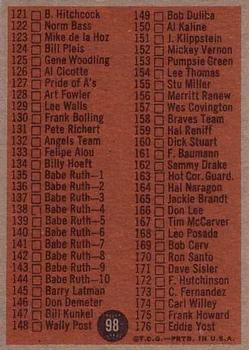 121 B. Hitchcock
122 Norm Bass
123 Mike de la Hoz
124 Bill Pleis
125 Gene Woodling
126 Al Cicotte
127 Pride of A's
128 Art Fowler
129 Lee Walls
130 Frank Bolling
131 Pete Richert
132 Angels Team
133 Felipe Alou
134 Billy Hoeft
135 Babe Ruth—1
136 Babe Ruth—2
137 Babe Ruth—3
138 Babe Ruth—4
139 Babe Ruth—5
140 Babe Ruth—6
141 Babe Ruth—7
142 Babe Ruth—8
143 Babe Ruth—9
144 Babe Ruth—10
145 Barry Latman
146 Don Demeter
147 Bill Kunkel
148 Wally Post
98
149 Bob Duliba
150 Al Kaline
151 J. Klippstein
152 Mickey Vernon
153 Pumpsie Green
154 Lee Thomas
155 Stu Miller
156 Merritt Ranew
157 Wes Covington
158 Braves Team
159 Hal Reniff
160 Dick Stuart
161 F. Baumann
162 Sammy Drake
163 Hot Cor. Guard.
164 Hal Naragon
165 Jackie Brandt
166 Don Lee
167 Tim McCarver
168 Leo Posada
169 Bob Cerv
170 Ron Santo
171 Dave Sisler
172 F. Hutchinson
173 C. Fernandez
174 Carl Willey
175 Frank Howard
176 Eddie Yost
©T.C.G.—PRTD. IN U.S.A.